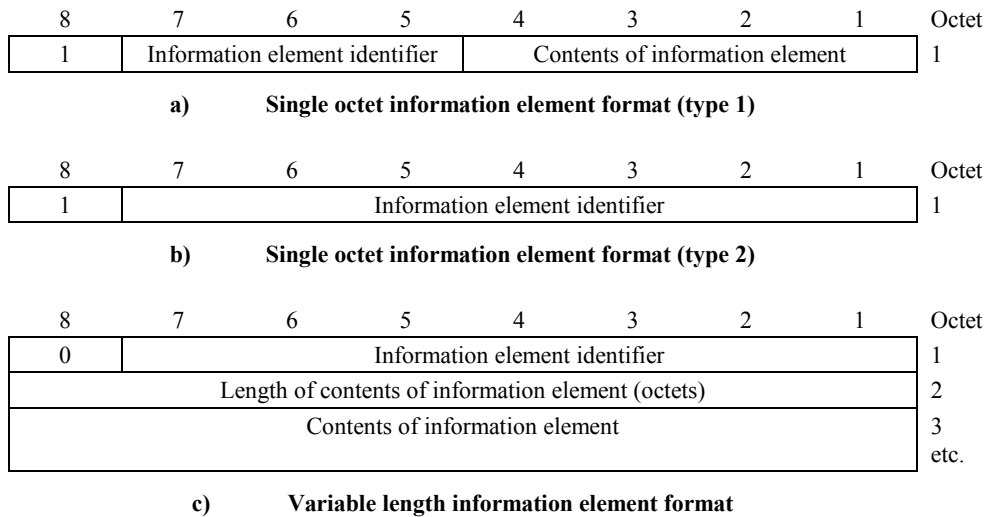 8 7 6 5 4 3 2 1 Octet
1 Information element identifier Contents of information element 1
a) Single octet information element format (type 1)
8 7 6 5 4 3 2 1 Octet
1 Information element identifier 1
b) Single octet information element format (type 2)
8 7 6 5 4 3 2 1 Octet
0 Information element identifier 1
Length of contents of information element (octets) 2
Contents of information element 3
etc.
c) Variable length information element format